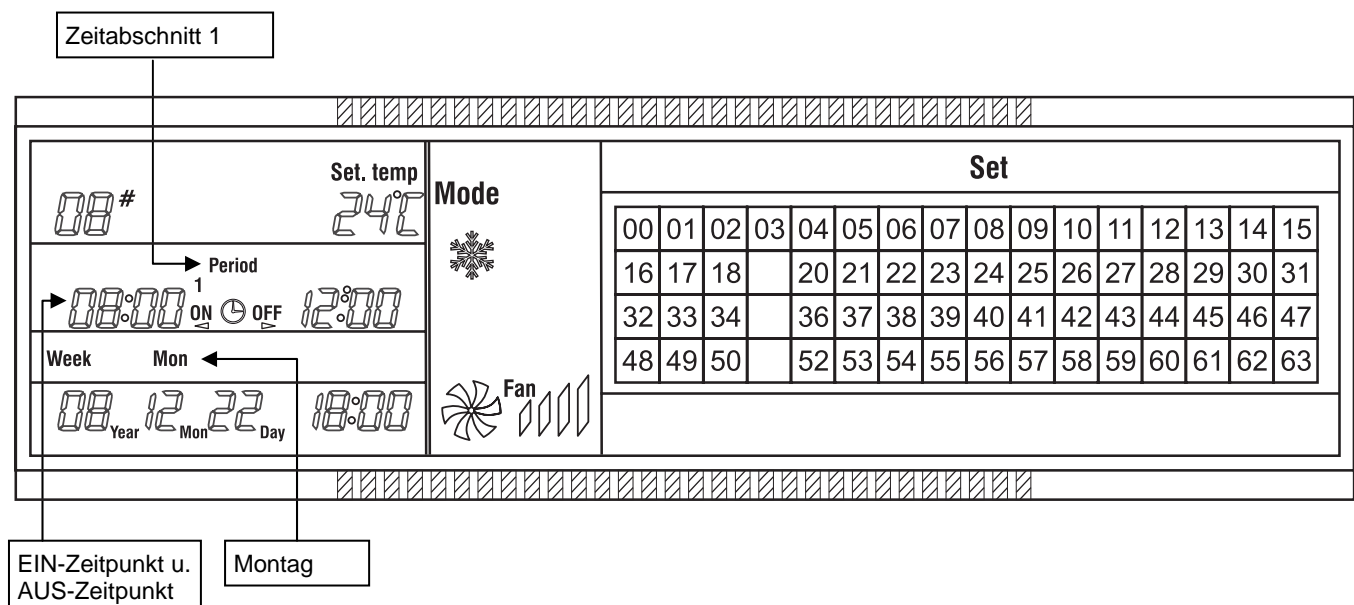 Zeitabschnitt 1
08#
Set. temp
24°C
Period
1
08:00 ON OFF 12:00
Week Mon
08 Year 12 Mon 22 Day 18:00
Mode
Fan
Set
00 01 02 03 04 05 06 07 08 09 10 11 12 13 14 15
16 17 18 20 21 22 23 24 25 26 27 28 29 30 31
32 33 34 36 37 38 39 40 41 42 43 44 45 46 47
48 49 50 52 53 54 55 56 57 58 59 60 61 62 63
EIN-Zeitpunkt u.
AUS-Zeitpunkt
Montag